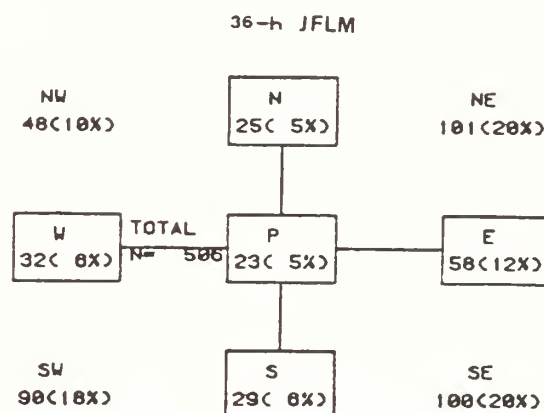 36-h JFLM
NW N NE
48(10%) 25( 5%) 101(20%)
W TOTAL P E
32( 6%) N= 506 23( 5%) 58(12%)
SW S SE
90(18%) 29( 6%) 100(20%)